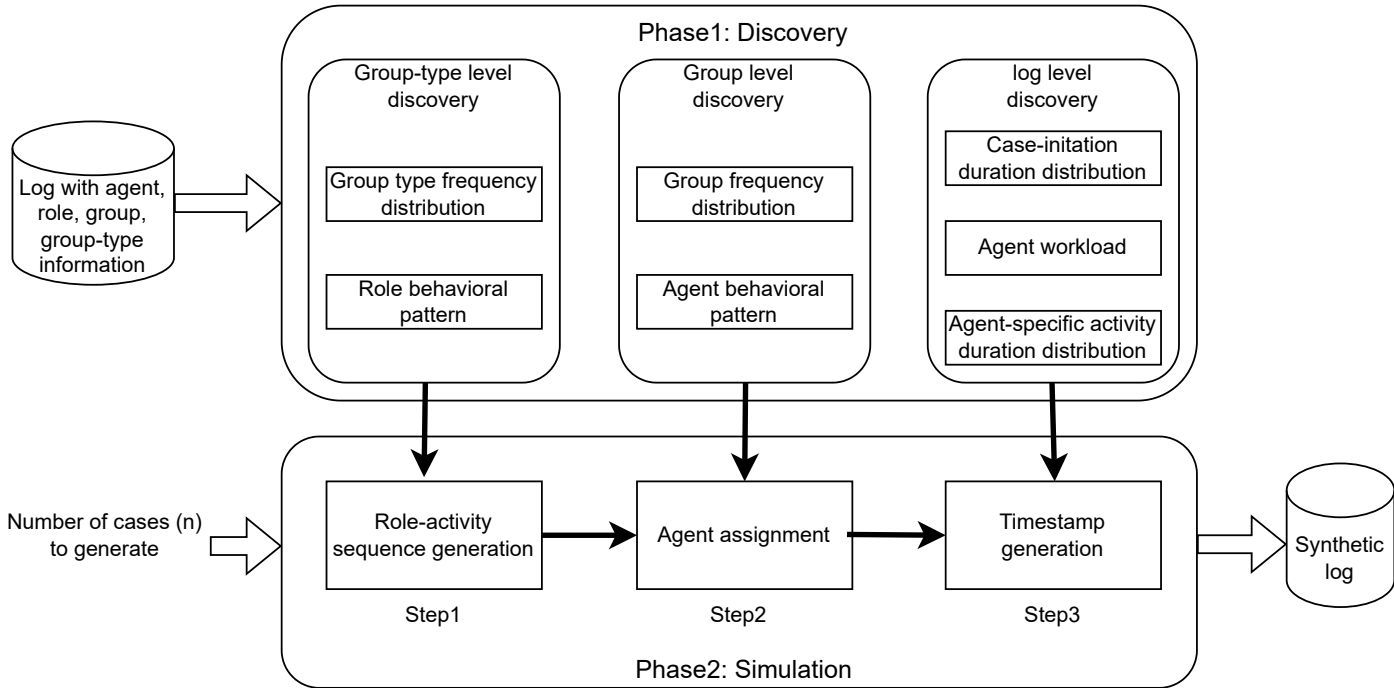 Phase1: Discovery
Group-type level
discovery
Group type frequency
distribution
Role behavioral
pattern
Group level
discovery
Group frequency
distribution
Agent behavioral
pattern
log level
discovery
Case-initation
duration distribution
Agent workload
Agent-specific activity
duration distribution
Log with agent,
role, group,
group-type
information
Number of cases (n)
to generate
Role-activity
sequence generation
Step1
Agent assignment
Step2
Timestamp
generation
Step3
Phase2: Simulation
Synthetic
log